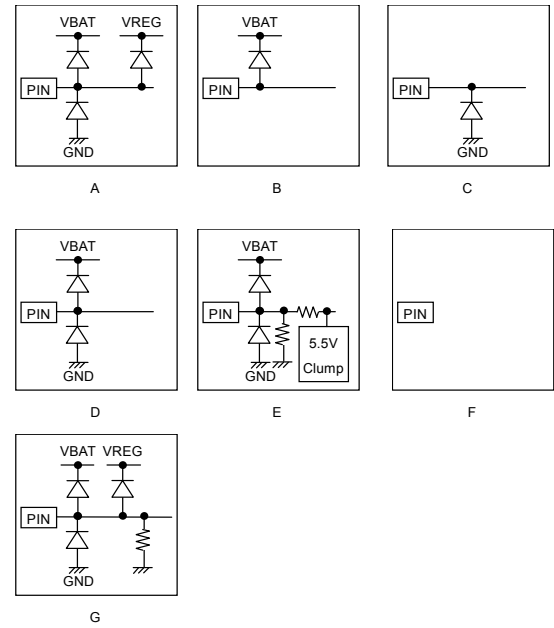 VBAT VREG
PIN
GND
A
VBAT
PIN
B
PIN
GND
C
VBAT
PIN
GND
D
VBAT
PIN
GND
5.5V
Clump
E
PIN
F
VBAT VREG
PIN
GND
G